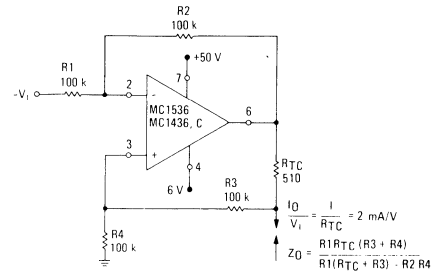 R2
100 k
+50 V
R1
100 k
7
-Vi
2
-
MC1536
MC1436, C
6
3
+
4
RTC
510
6 V
R3
100 k
R4
100 k
IO / Vi = I / RTC = 2 mA/V
ZO = R1RTC (R3 + R4) / R1(RTC + R3) - R2 R4